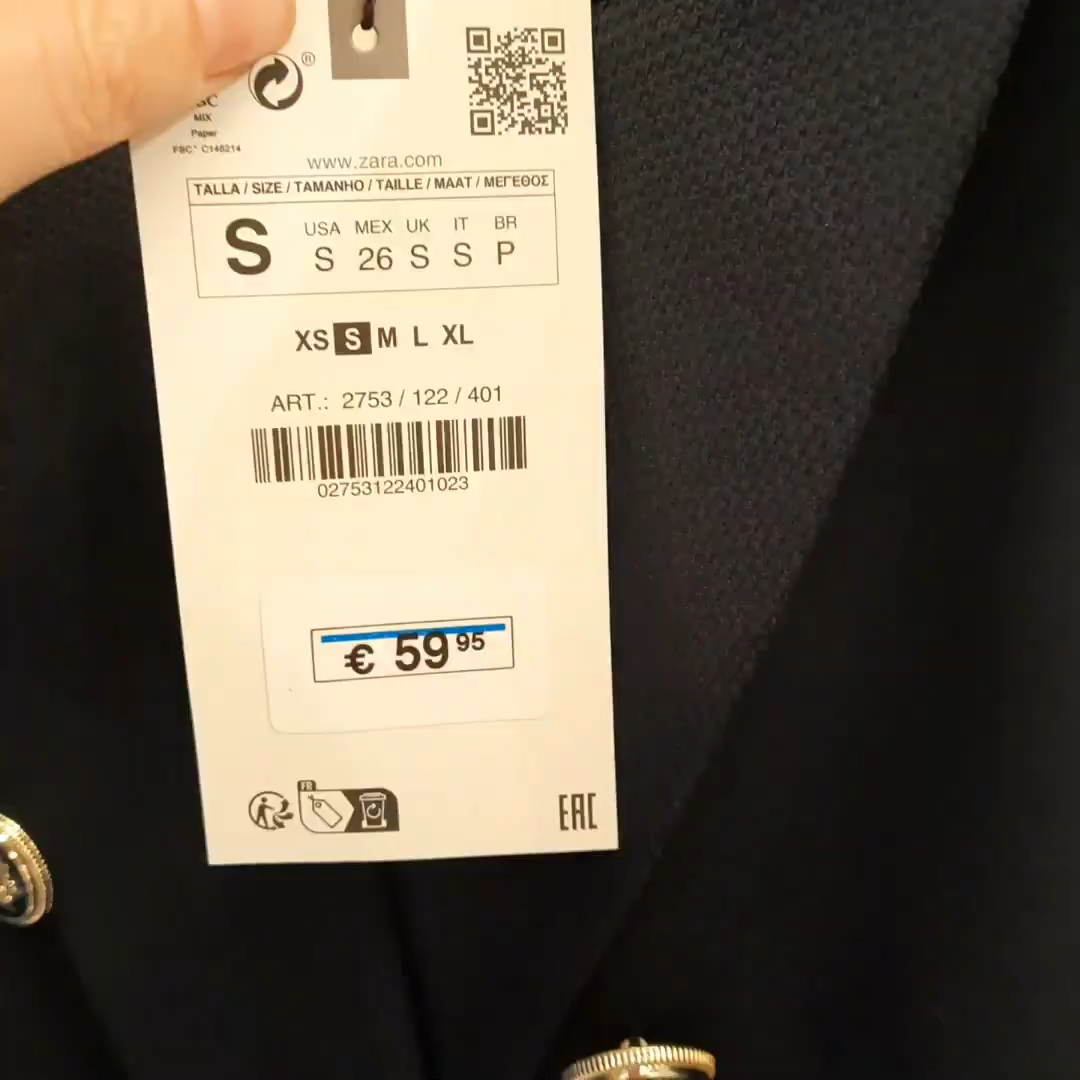 ®
MIX
Paper
FSC® C148214
www.zara.com
TALLA / SIZE / TAMANHO / TAILLE / MAAT / ΜΕΓΕΘΟΣ
S
USA MEX UK IT BR
S 26 S S P
XS S M L XL
ART.: 2753 / 122 / 401
02753122401023
€ 59 95
FR
EAC